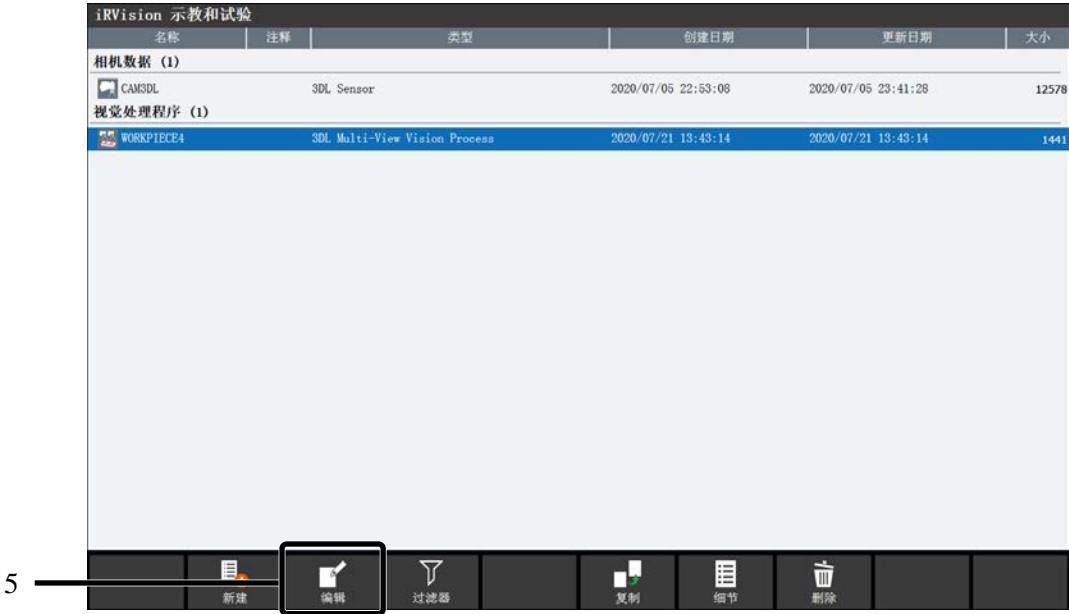 iRVision 示教和试验
名称 注释 类型 创建日期 更新日期 大小
相机数据 (1)
CAM3DL 3DL Sensor 2020/07/05 22:53:08 2020/07/05 23:41:28 12578
视觉处理程序 (1)
WORKPIECE4 3DL Multi-View Vision Process 2020/07/21 13:43:14 2020/07/21 13:43:14 1441
5
新建 编辑 过滤器 复制 细节 删除